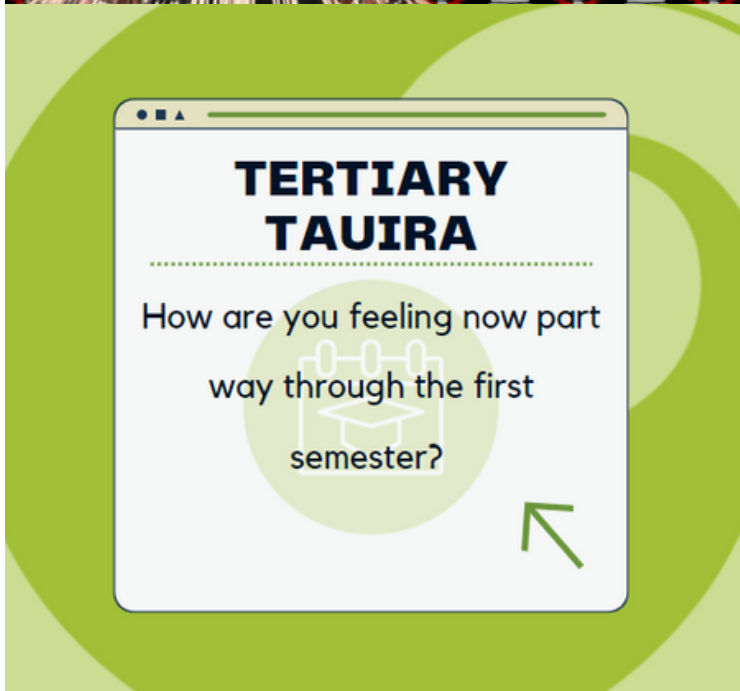 TERTIARY
TAUIRA
How are you feeling now part
way through the first
semester?